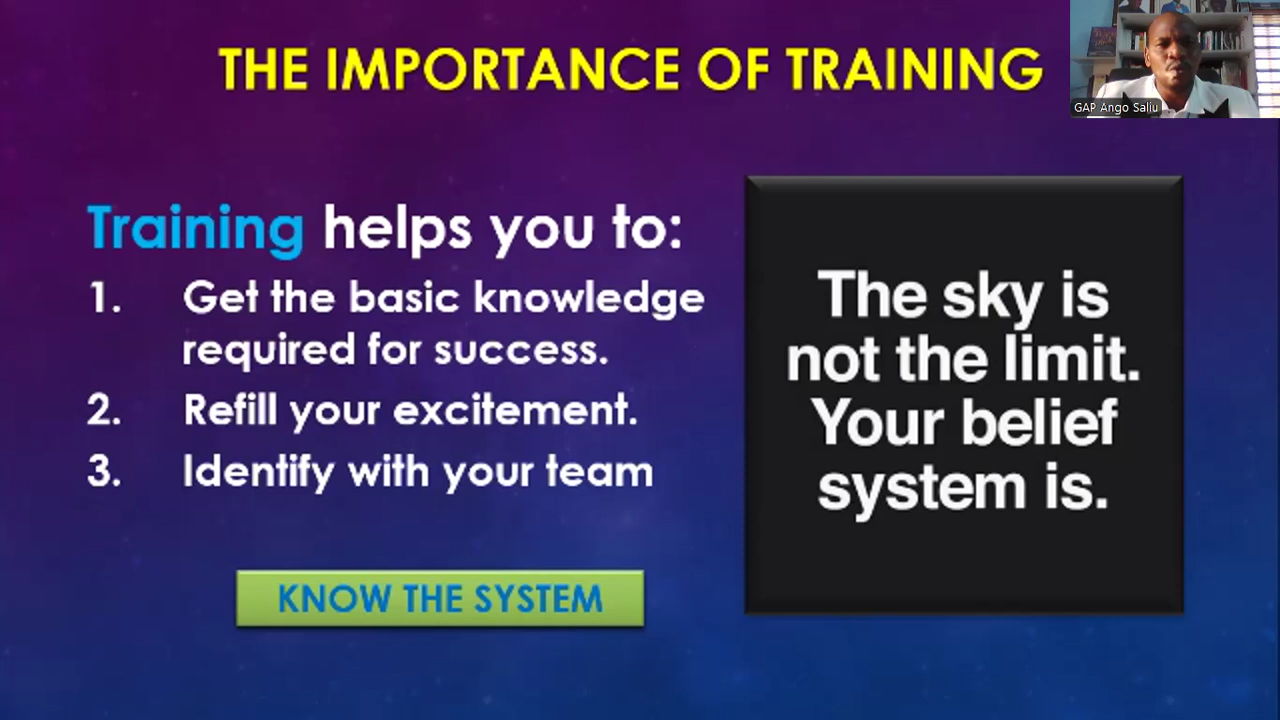 THE IMPORTANCE OF TRAINING
GAP Ango Saliu
Training helps you to:
1. Get the basic knowledge
required for success.
2. Refill your excitement.
3. Identify with your team
KNOW THE SYSTEM
The sky is
not the limit.
Your belief
system is.